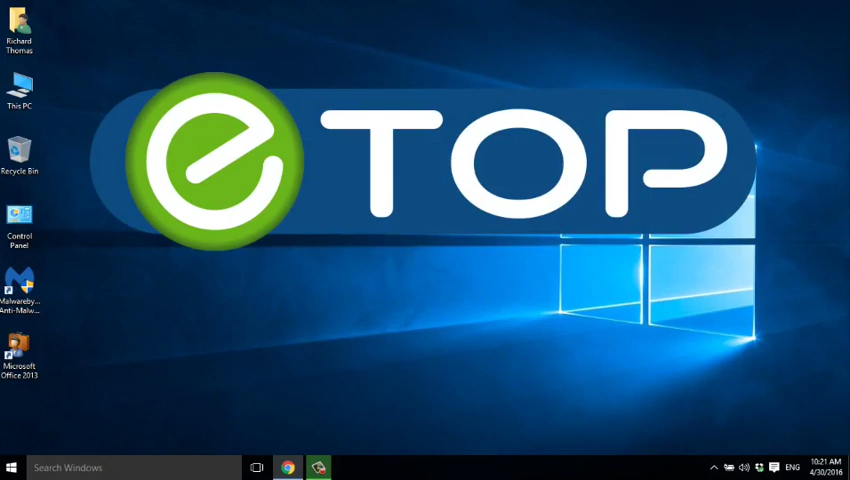 Richard
Thomas
This PC
Recycle Bin
Control
Panel
Malwareby...
Anti-Malw...
Microsoft
Office 2013
e TOP
Search Windows
ENG
10:21 AM
4/30/2016